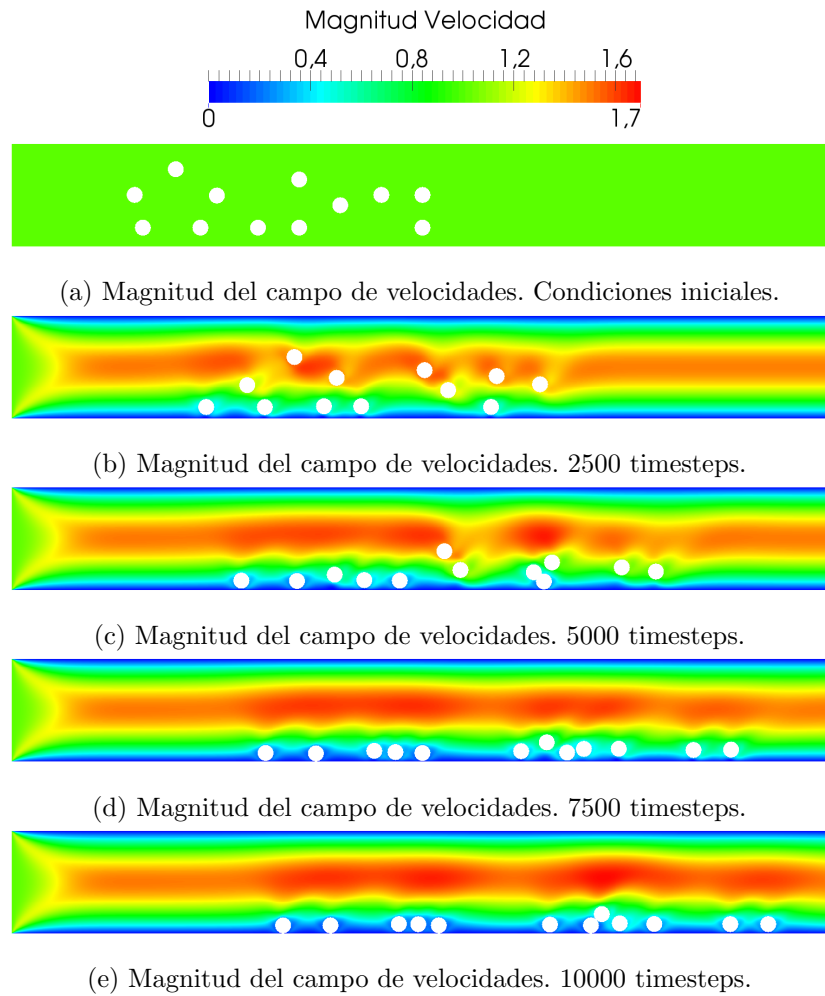 Magnitud Velocidad
0,4 0,8 1,2 1,6
0 1,7
(a) Magnitud del campo de velocidades. Condiciones iniciales.
(b) Magnitud del campo de velocidades. 2500 timesteps.
(c) Magnitud del campo de velocidades. 5000 timesteps.
(d) Magnitud del campo de velocidades. 7500 timesteps.
(e) Magnitud del campo de velocidades. 10000 timesteps.